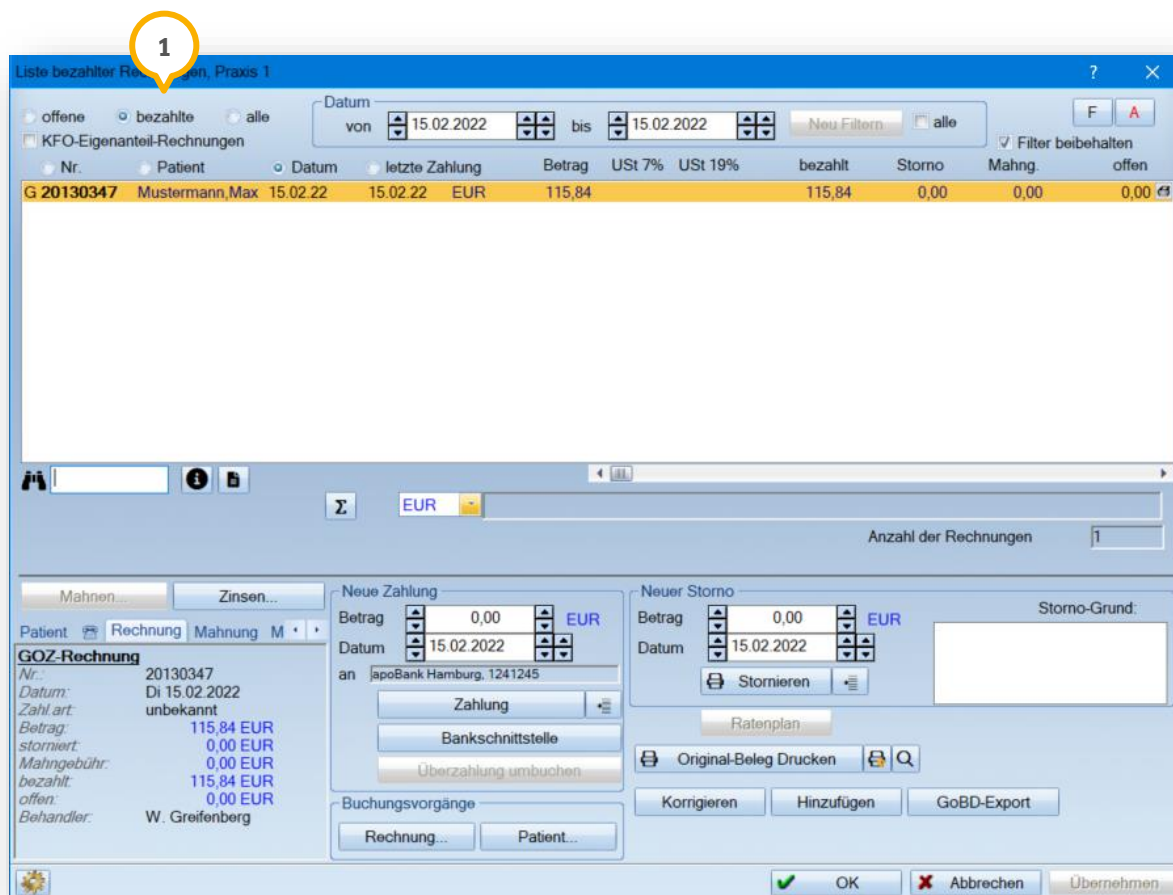 1
Liste bezahlter Re gen, Praxis 1 ?
offene bezahlte alle Datum von 15.02.2022 bis 15.02.2022 Neu Filtern alle F A
KFO-Eigenanteil-Rechnungen Filter beibehalten
Nr. Patient Datum letzte Zahlung Betrag USt 7% USt 19% bezahlt Storno Mahng. offen
G 20130347 Mustermann,Max 15.02.22 15.02.22 EUR 115,84 115,84 0,00 0,00 0,00
Σ EUR
Anzahl der Rechnungen 1
Mahnen... Zinsen...
Patient Rechnung Mahnung M
GOZ-Rechnung
Nr.: 20130347
Datum: Di 15.02.2022
Zahl.art: unbekannt
Betrag: 115,84 EUR
storniert: 0,00 EUR
Mahngebühr: 0,00 EUR
bezahlt: 115,84 EUR
offen: 0,00 EUR
Behandler: W. Greifenberg
Neue Zahlung
Betrag 0,00 EUR
Datum 15.02.2022
an apoBank Hamburg, 1241245
Zahlung
Bankschnittstelle
Überzahlung umbuchen
Buchungsvorgänge
Rechnung... Patient...
Neuer Storno
Betrag 0,00 EUR Storno-Grund:
Datum 15.02.2022
Stornieren
Ratenplan
Original-Beleg Drucken
Korrigieren Hinzufügen GoBD-Export
OK Abbrechen Übernehmen